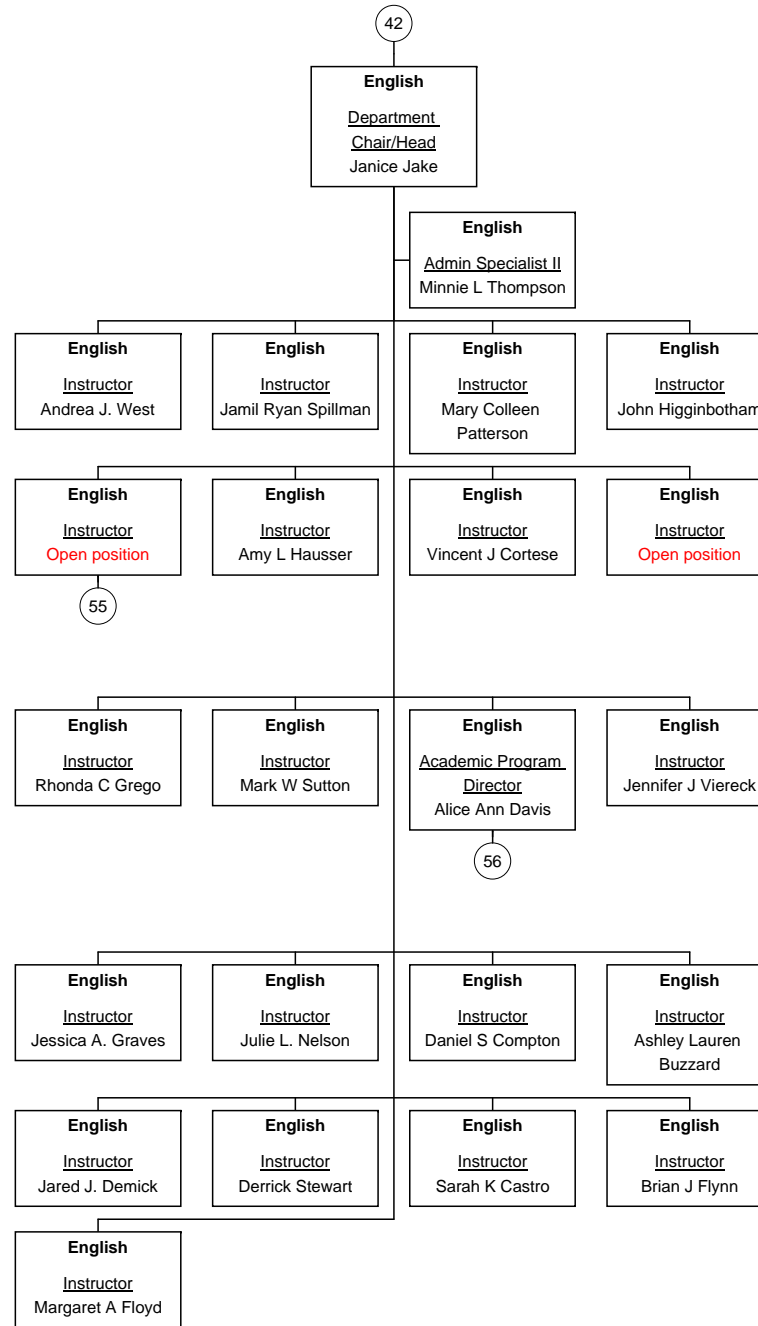 42
English
Department
Chair/Head
Janice Jake
English
Admin Specialist II
Minnie L Thompson
English
Instructor
Andrea J. West
English
Instructor
Jamil Ryan Spillman
English
Instructor
Mary Colleen
Patterson
English
Instructor
John Higginbotham
English
Instructor
Open position
55
English
Instructor
Amy L Hausser
English
Instructor
Vincent J Cortese
English
Instructor
Open position
English
Instructor
Rhonda C Grego
English
Instructor
Mark W Sutton
English
Academic Program
Director
Alice Ann Davis
56
English
Instructor
Jennifer J Viereck
English
Instructor
Jessica A. Graves
English
Instructor
Julie L. Nelson
English
Instructor
Daniel S Compton
English
Instructor
Ashley Lauren
Buzzard
English
Instructor
Jared J. Demick
English
Instructor
Derrick Stewart
English
Instructor
Sarah K Castro
English
Instructor
Brian J Flynn
English
Instructor
Margaret A Floyd